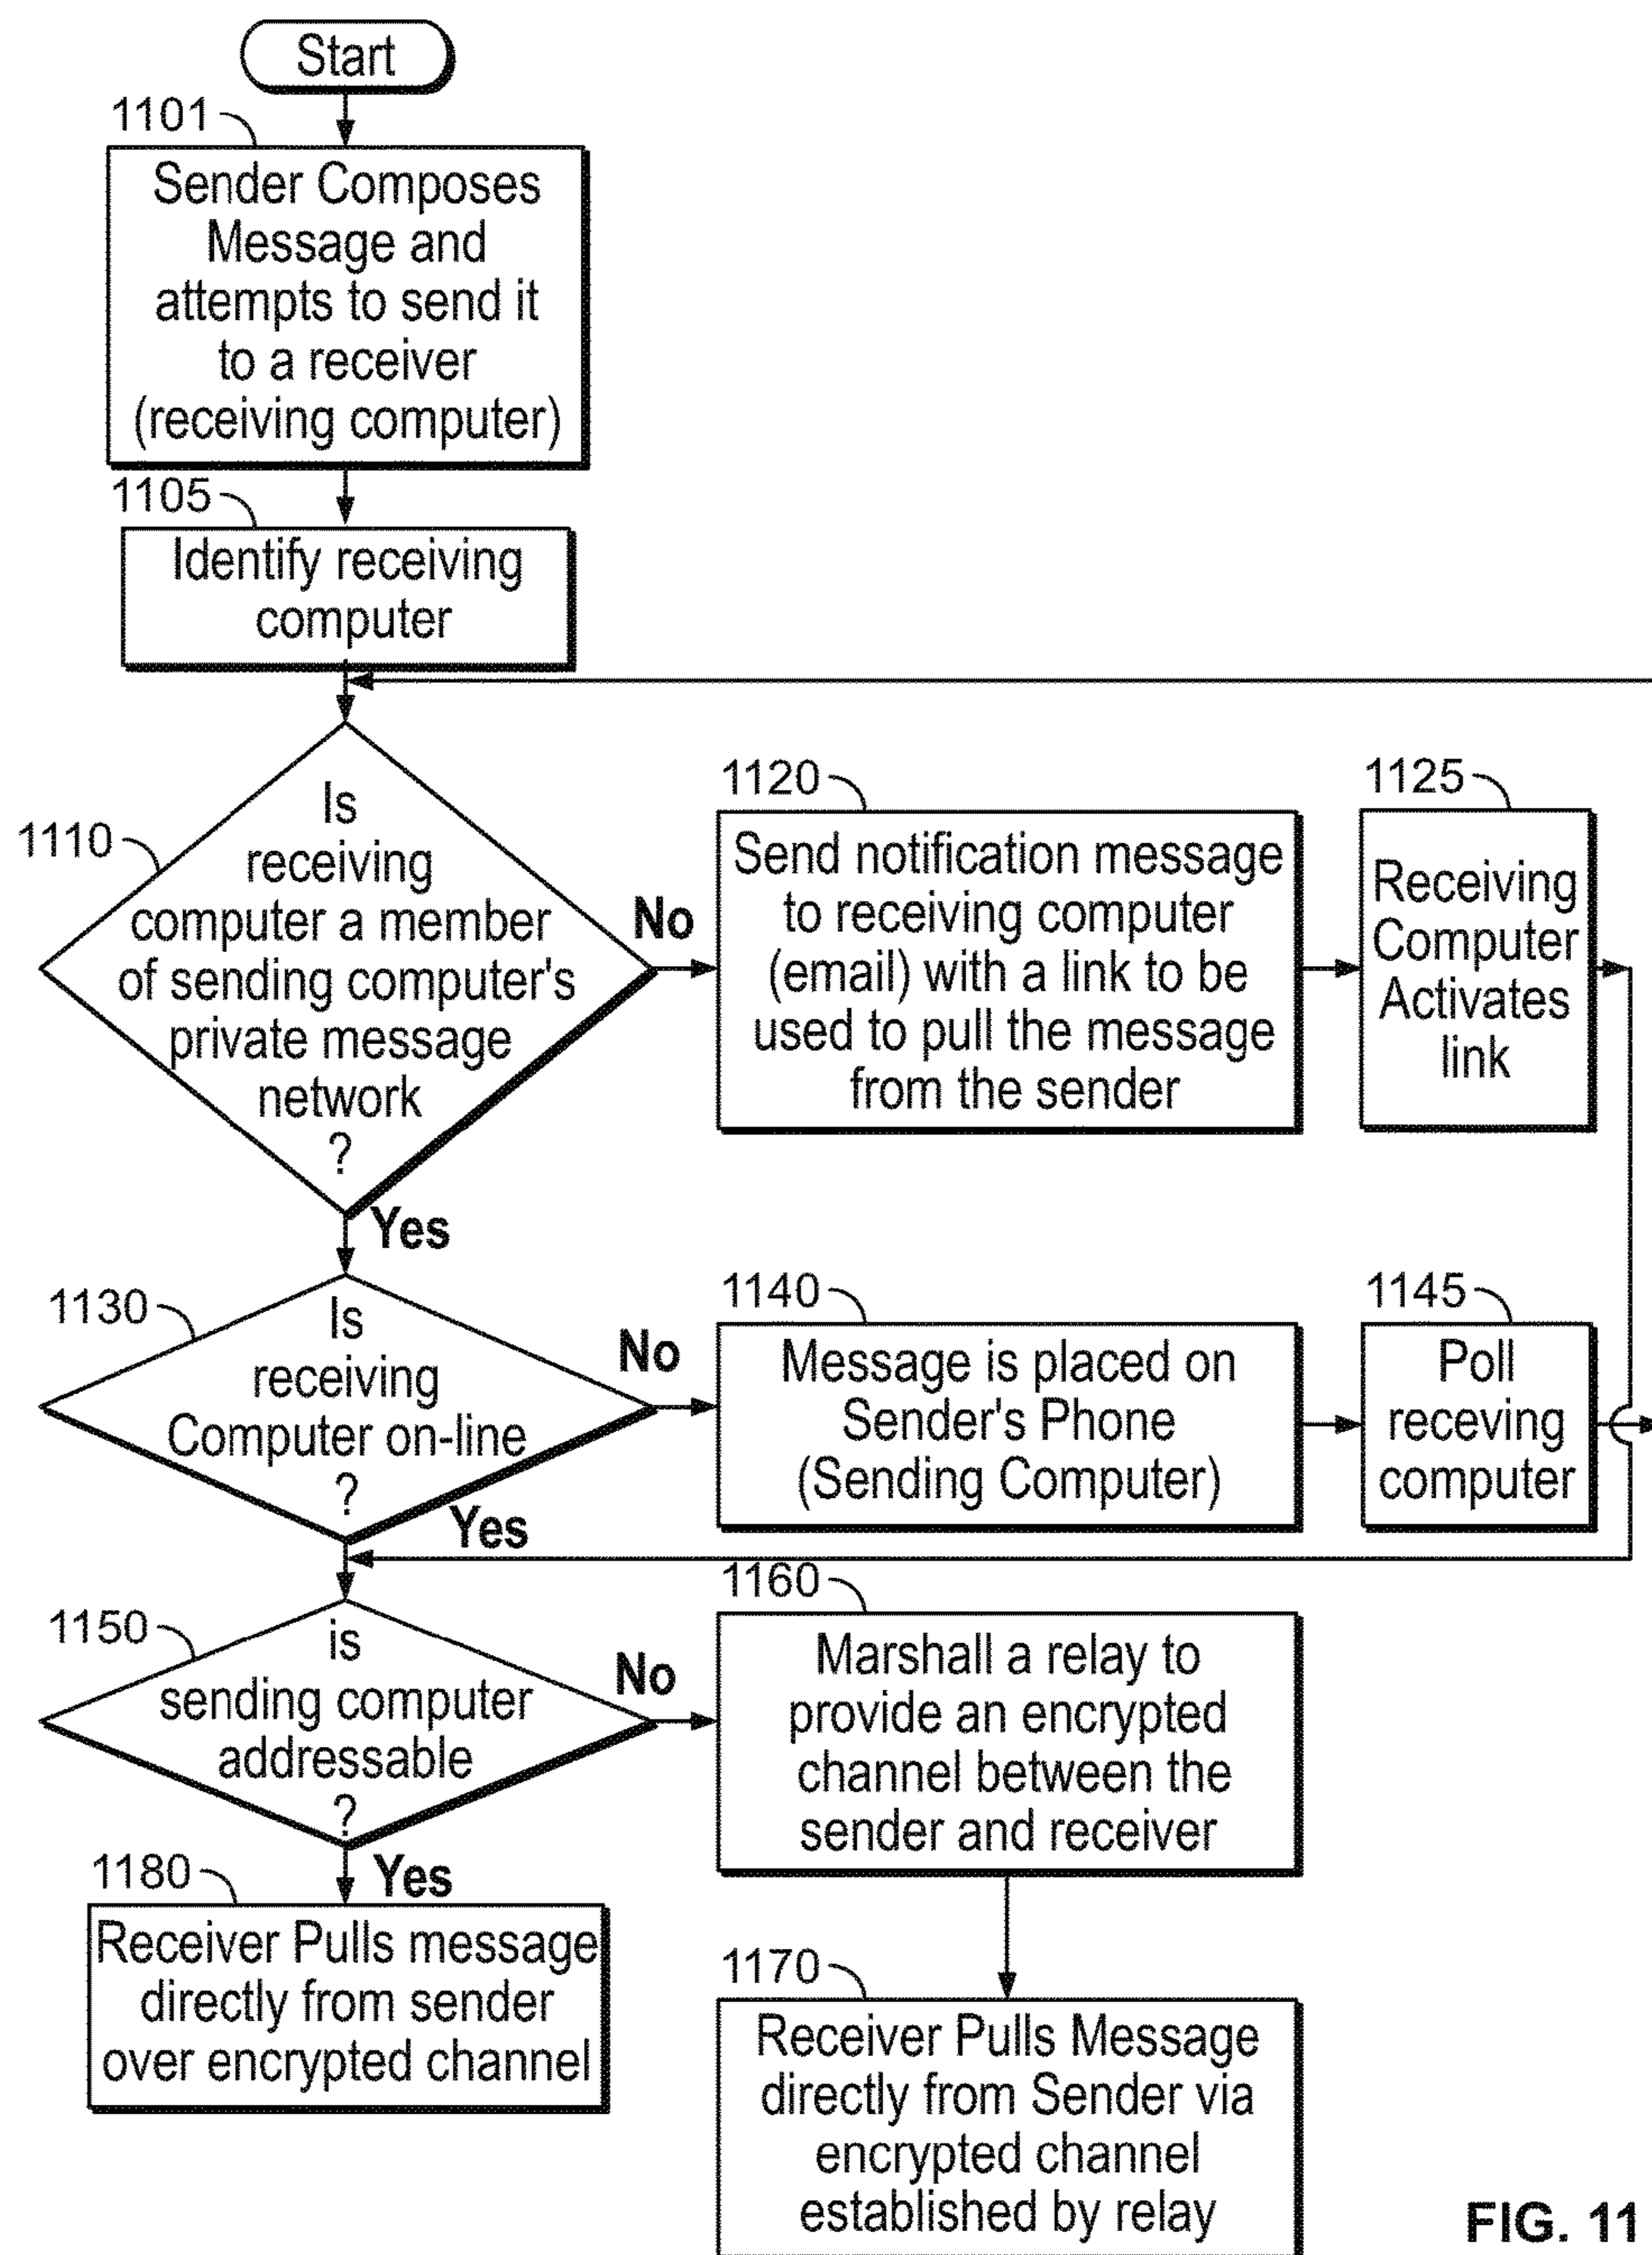 Start
1101
Sender Composes
Message and
attempts to send it
to a receiver
(receiving computer)
1105
Identify receiving
computer
1110
Is
receiving
computer a member
of sending computer's
private message
network
?
No
Yes
1120
Send notification message
to receiving computer
(email) with a link to be
used to pull the message
from the sender
1125
Receiving
Computer
Activates
link
1130
Is
receiving
Computer on-line
?
No
Yes
1140
Message is placed on
Sender's Phone
(Sending Computer)
1145
Poll
receving
computer
1150
is
sending computer
addressable
?
No
Yes
1160
Marshall a relay to
provide an encrypted
channel between the
sender and receiver
1180
Receiver Pulls message
directly from sender
over encrypted channel
1170
Receiver Pulls Message
directly from Sender via
encrypted channel
established by relay
FIG. 11